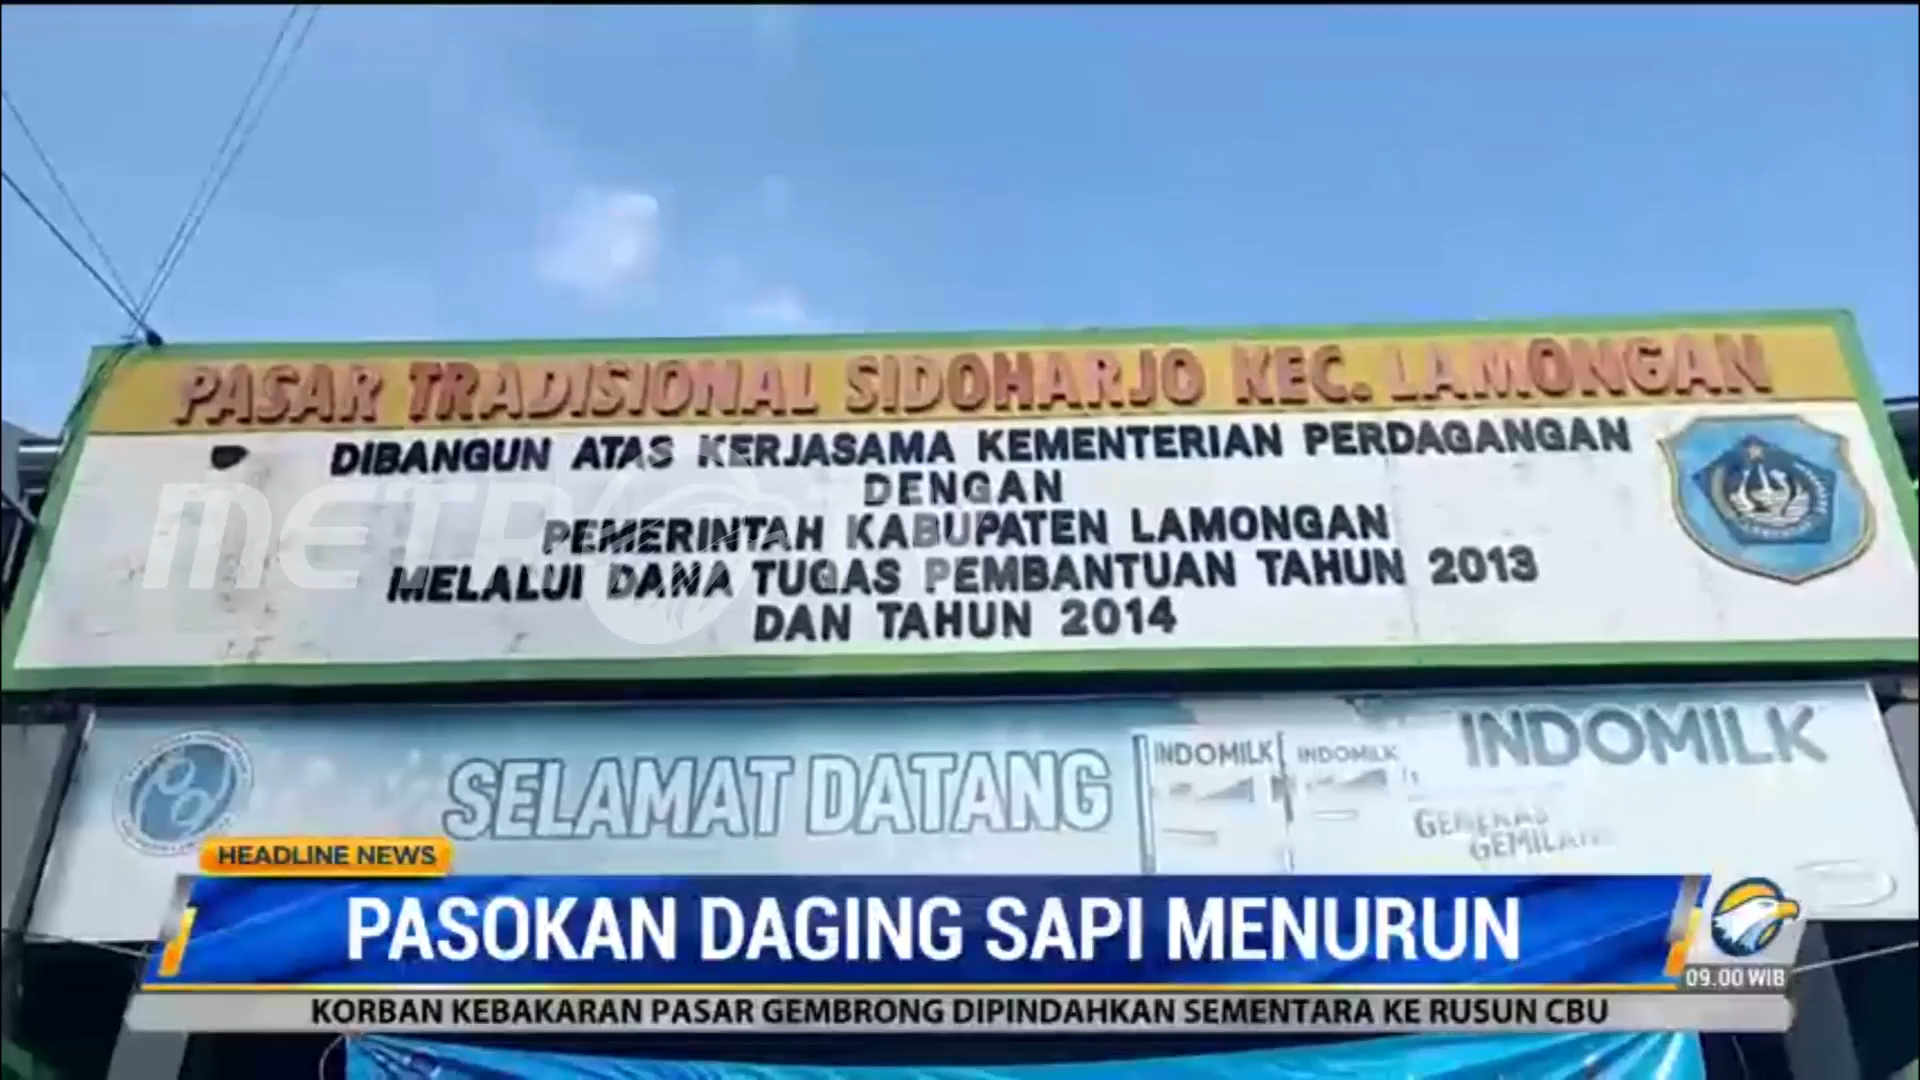 PASAR TRADISIONAL SIDOHARJO KEC. LAMONGAN
DIBANGUN ATAS KERJASAMA KEMENTERIAN PERDAGANGAN
DENGAN
PEMERINTAH KABUPATEN LAMONGAN
MELALUI DANA TUGAS PEMBANTUAN TAHUN 2013
DAN TAHUN 2014
METRO
SELAMAT DATANG
INDOMILK
INDOMILK
INDOMILK
HEADLINE NEWS
PASOKAN DAGING SAPI MENURUN
09.00 WIB
KORBAN KEBAKARAN PASAR GEMBRONG DIPINDAHKAN SEMENTARA KE RUSUN CBU